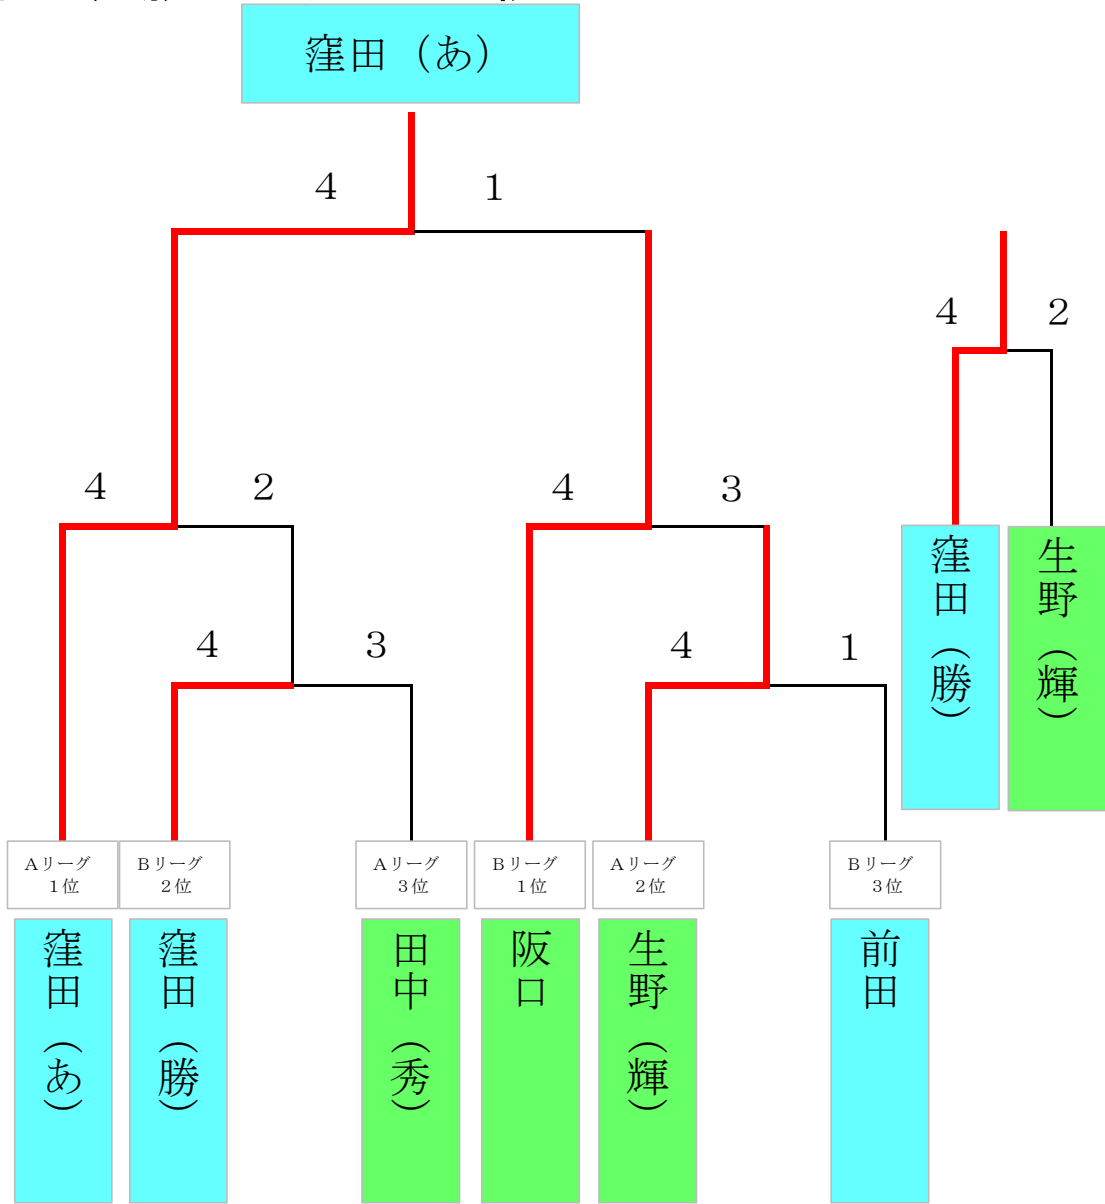 窪田（あ）
4 1
4 2
4 2 4 3
4 3 4 1
窪田（勝）
生野（輝）
Aリーグ
1位
Bリーグ
2位
Aリーグ
3位
Bリーグ
1位
Aリーグ
2位
Bリーグ
3位
窪田（あ）
窪田（勝）
田中（秀）
阪口
生野（輝）
前田